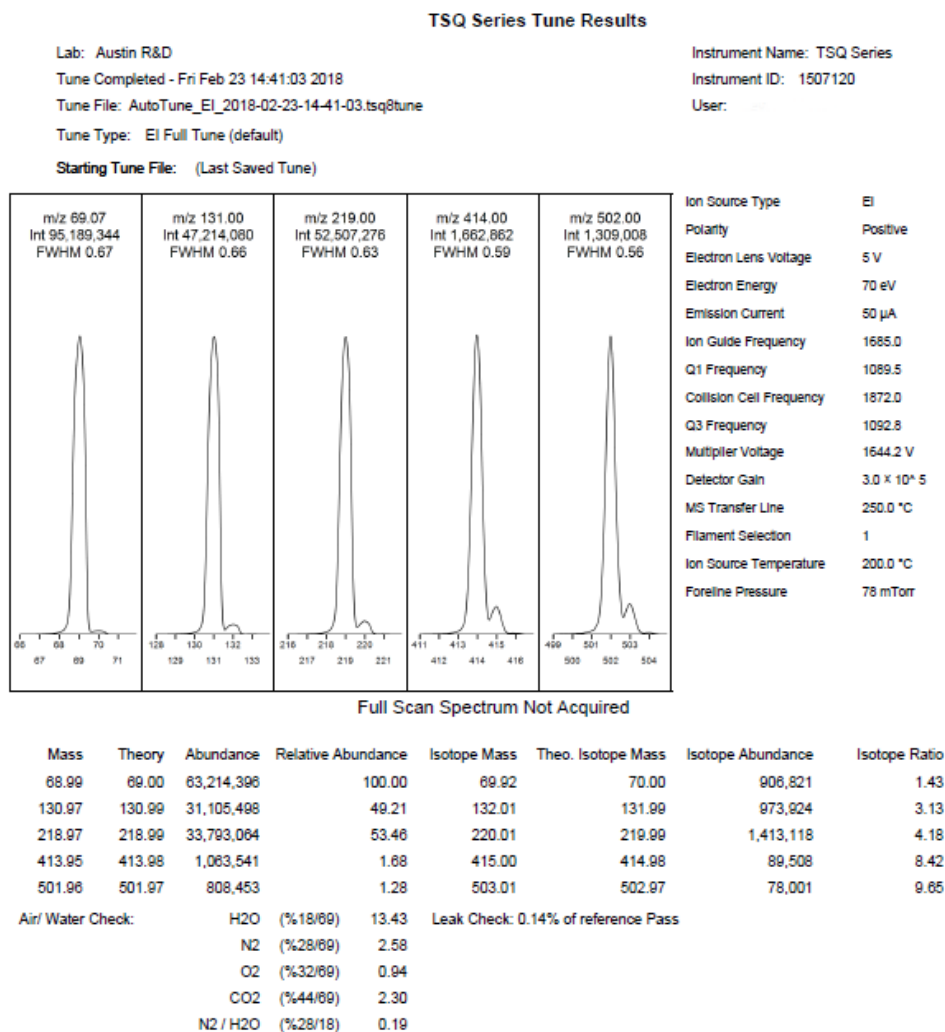 TSQ Series Tune Results
Lab: Austin R&D
Instrument Name: TSQ Series
Tune Completed - Fri Feb 23 14:41:03 2018
Instrument ID: 1507120
Tune File: AutoTune_EI_2018-02-23-14-41-03.tsq8tune
User:
Tune Type: EI Full Tune (default)
Starting Tune File: (Last Saved Tune)
m/z 69.07
Int 95,189,344
FWHM 0.67
66 67 68 69 70 71
m/z 131.00
Int 47,214,080
FWHM 0.66
128 129 130 131 132 133
m/z 219.00
Int 52,507,276
FWHM 0.63
216 217 218 219 220 221
m/z 414.00
Int 1,662,862
FWHM 0.59
411 412 413 414 415 416
m/z 502.00
Int 1,309,008
FWHM 0.56
499 500 501 502 503 504
Ion Source Type EI
Polarity Positive
Electron Lens Voltage 5 V
Electron Energy 70 eV
Emission Current 50 µA
Ion Guide Frequency 1685.0
Q1 Frequency 1089.5
Collision Cell Frequency 1872.0
Q3 Frequency 1092.8
Multiplier Voltage 1644.2 V
Detector Gain 3.0 × 10^ 5
MS Transfer Line 250.0 °C
Filament Selection 1
Ion Source Temperature 200.0 °C
Foreline Pressure 78 mTorr
Full Scan Spectrum Not Acquired
Mass Theory Abundance Relative Abundance Isotope Mass Theo. Isotope Mass Isotope Abundance Isotope Ratio
68.99 69.00 63,214,396 100.00 69.92 70.00 906,821 1.43
130.97 130.99 31,105,498 49.21 132.01 131.99 973,924 3.13
218.97 218.99 33,793,064 53.46 220.01 219.99 1,413,118 4.18
413.95 413.98 1,063,541 1.68 415.00 414.98 89,508 8.42
501.96 501.97 808,453 1.28 503.01 502.97 78,001 9.65
Air/ Water Check: H2O (%18/69) 13.43 Leak Check: 0.14% of reference Pass
N2 (%28/69) 2.58
O2 (%32/69) 0.94
CO2 (%44/69) 2.30
N2 / H2O (%28/18) 0.19